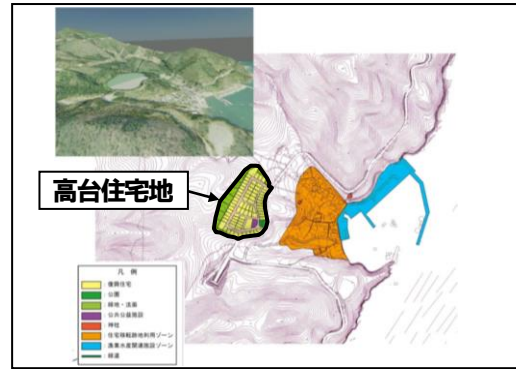 高台住宅地
凡例
復興住宅
公園
緑地・法面
公共公益施設
神社
住宅移転跡地利用ゾーン
漁業水産関連施設ゾーン
緑道